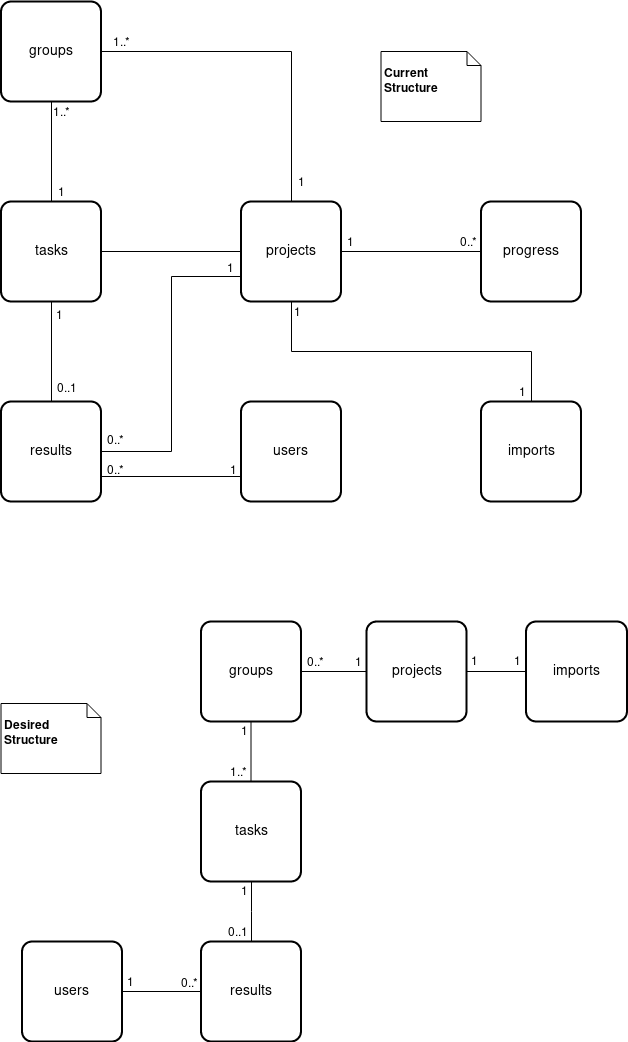 groups
1..*
Current
Structure
1..*
1
1
tasks
projects
1
0..*
progress
1
1
1
0..1
0..*
1
results
0..*
1
users
imports
groups
0..*
1
projects
1
1
imports
Desired
Structure
1
1..*
tasks
1
0..1
users
1
0..*
results